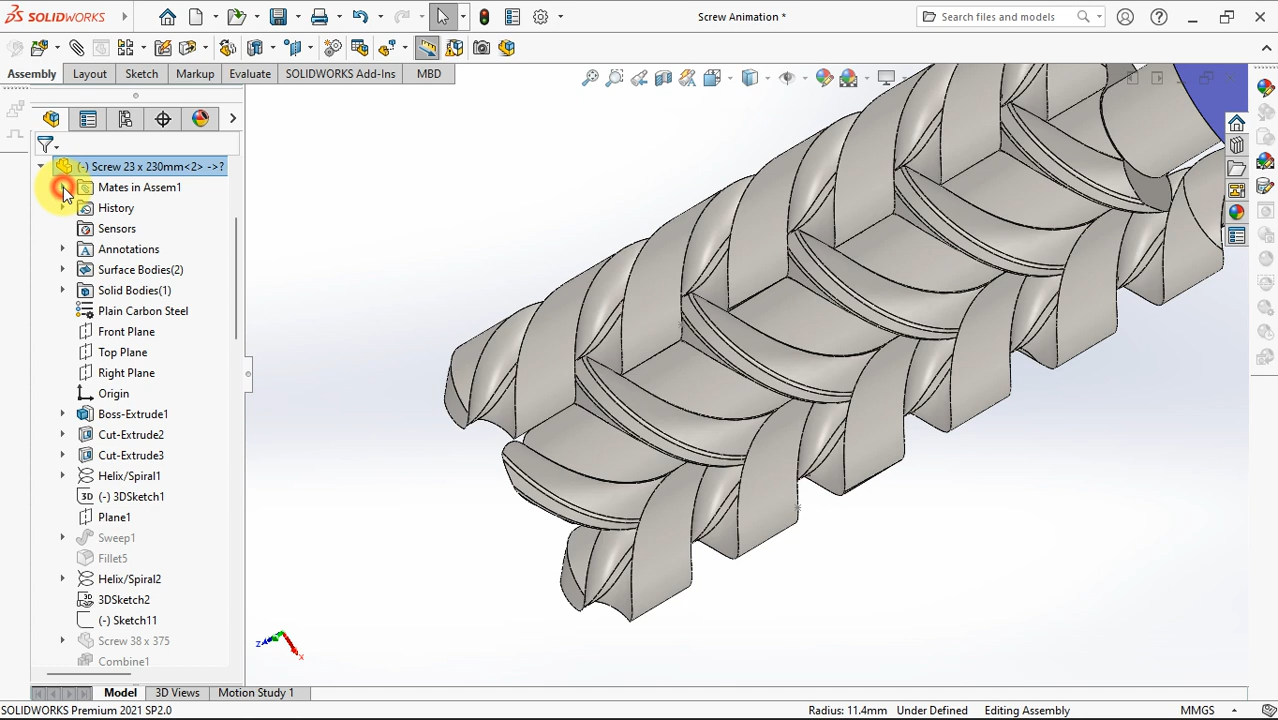 SOLIDWORKS
Screw Animation *
Search files and models
Assembly
Layout
Sketch
Markup
Evaluate
SOLIDWORKS Add-Ins
MBD
(-) Screw 23 x 230mm<2> ->?
Mates in Assem1
History
Sensors
Annotations
Surface Bodies(2)
Solid Bodies(1)
Plain Carbon Steel
Front Plane
Top Plane
Right Plane
Origin
Boss-Extrude1
Cut-Extrude2
Cut-Extrude3
Helix/Spiral1
3D (-) 3DSketch1
Plane1
Sweep1
Fillet5
Helix/Spiral2
3DSketch2
(-) Sketch11
Screw 38 x 375
Combine1
z
x
Model
3D Views
Motion Study 1
SOLIDWORKS Premium 2021 SP2.0
Radius: 11.4mm
Under Defined
Editing Assembly
MMGS